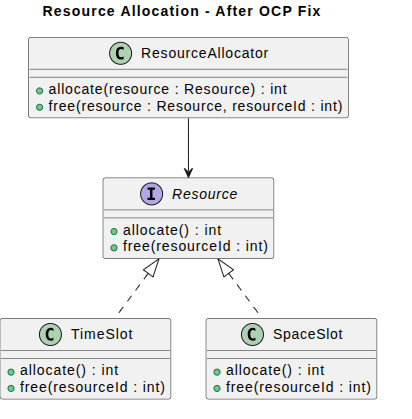 Resource Allocation - After OCP Fix
C ResourceAllocator
allocate(resource : Resource) : int
free(resource : Resource, resourceId : int)
I Resource
allocate() : int
free(resourceId : int)
C TimeSlot
allocate() : int
free(resourceId : int)
C SpaceSlot
allocate() : int
free(resourceId : int)